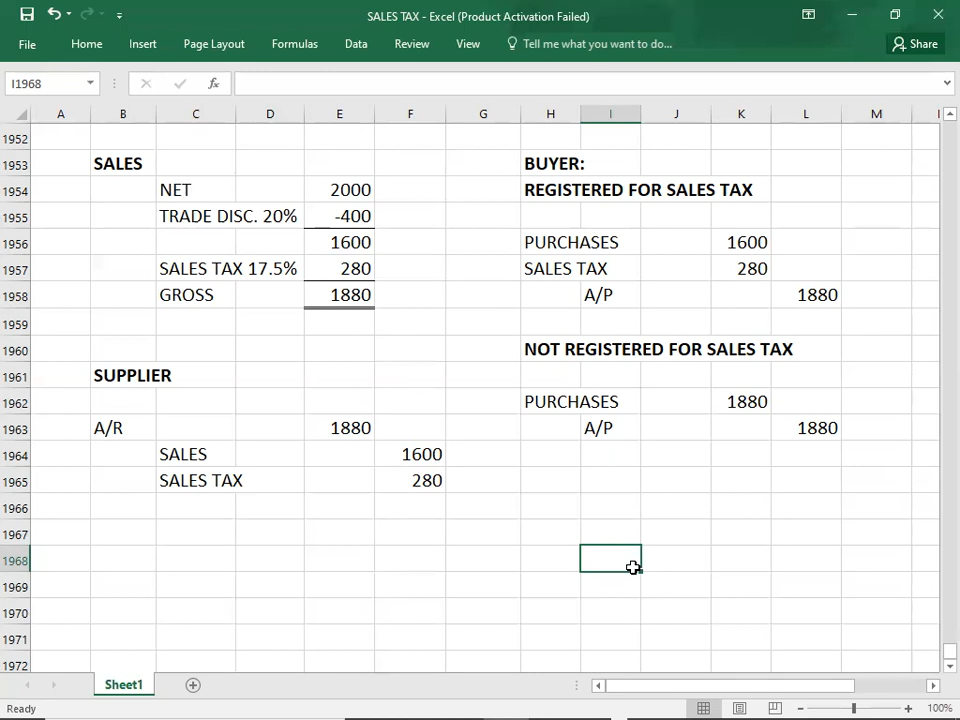 SALES TAX - Excel (Product Activation Failed)
File Home Insert Page Layout Formulas Data Review View Tell me what you want to do... Share
I1968 fx
A B C D E F G H I J K L M
1952
1953 SALES BUYER:
1954 NET 2000 REGISTERED FOR SALES TAX
1955 TRADE DISC. 20% -400
1956 1600 PURCHASES 1600
1957 SALES TAX 17.5% 280 SALES TAX 280
1958 GROSS 1880 A/P 1880
1959
1960 NOT REGISTERED FOR SALES TAX
1961 SUPPLIER
1962 PURCHASES 1880
1963 A/R 1880 A/P 1880
1964 SALES 1600
1965 SALES TAX 280
1966
1967
1968
1969
1970
1971
1972
Sheet1
Ready 100%